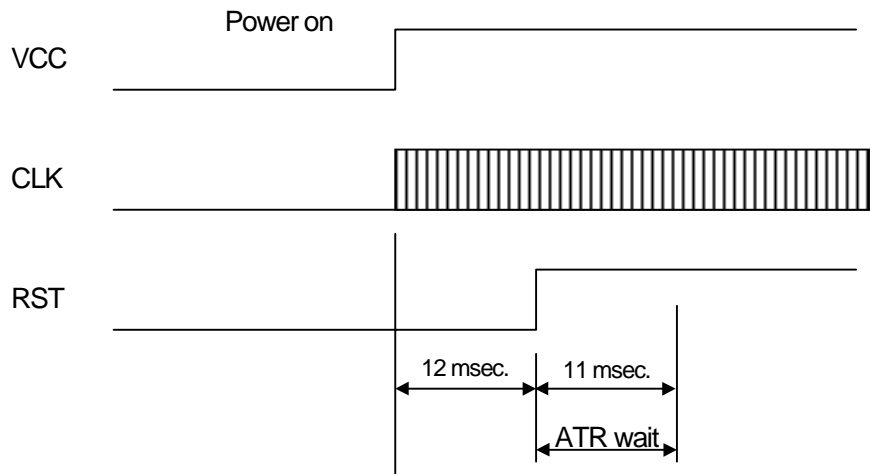 Power on
VCC
CLK
RST
12 msec.
11 msec.
ATR wait